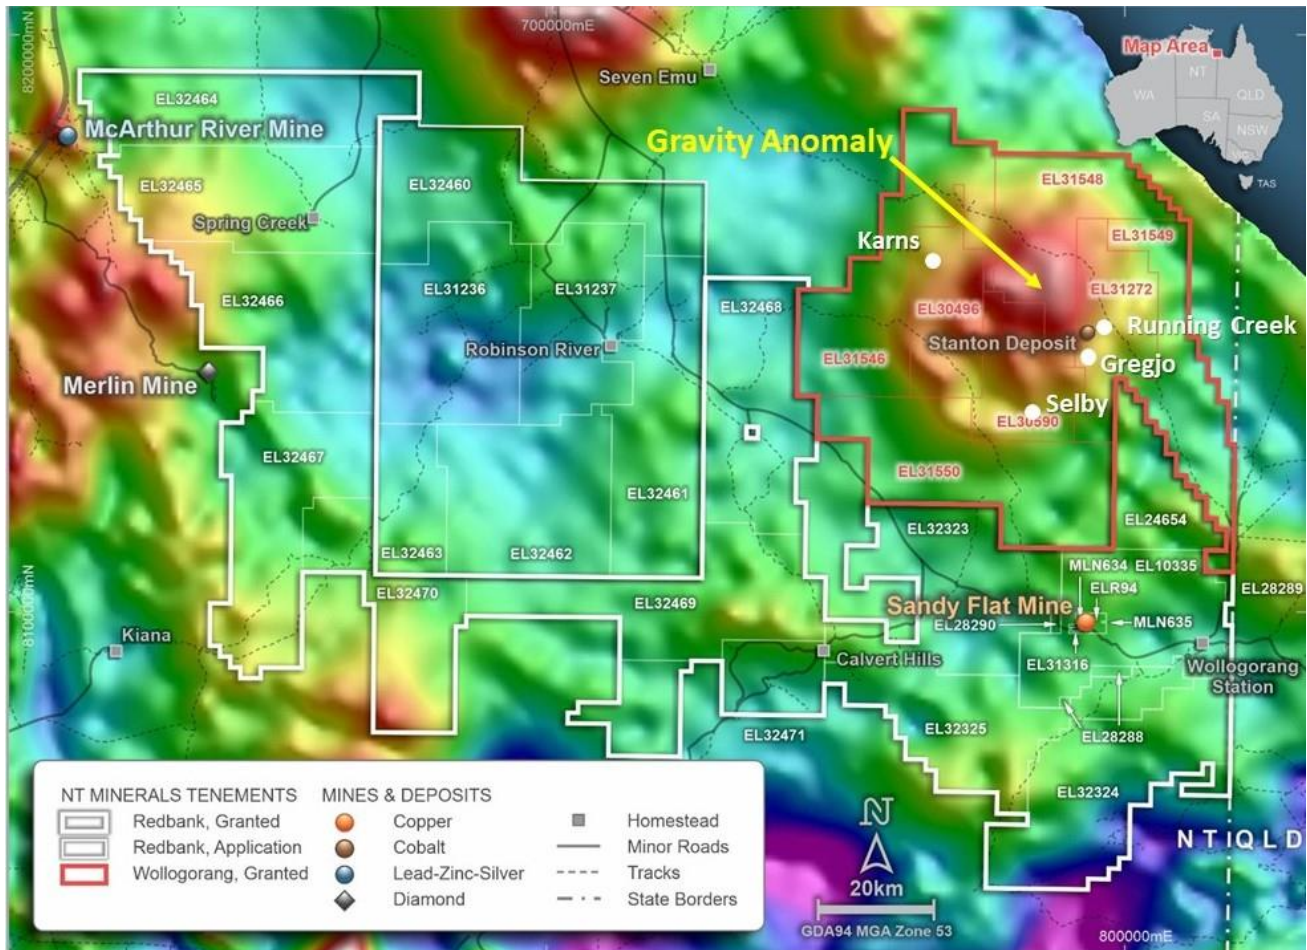 8200000mN
700000mE
Map Area
NT
WA
QLD
SA
NSW
TAS
Seven Emu
EL32464
McArthur River Mine
Gravity Anomaly
EL32465
EL32460
EL31548
Spring Creek
Karns
EL31549
EL32466
EL31236
EL31237
EL32468
EL30496
EL31272
Robinson River
Stanton Deposit
Running Creek
Merlin Mine
EL31546
Gregjo
Selby
EL30590
EL32467
EL31550
EL32461
EL24654
EL32323
EL32463
EL32462
MLN634
EL10335
ELR94
EL28289
EL32470
EL32469
8100000mN
Sandy Flat Mine
EL28290
MLN635
Kiana
Calvert Hills
EL31316
Wollogorang
Station
EL32471
EL32325
EL28288
EL32324
NT MINERALS TENEMENTS
Redbank, Granted
Redbank, Application
Wollogorang, Granted
MINES & DEPOSITS
Copper
Cobalt
Lead-Zinc-Silver
Diamond
Homestead
Minor Roads
Tracks
State Borders
N
20km
GDA94 MGA Zone 53
NT QLD
800000mE